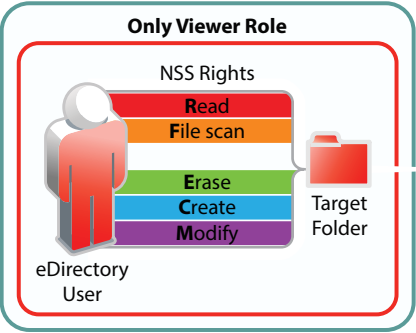 Only Viewer Role
NSS Rights
Read
File scan
Erase
Create
Modify
Target
Folder
eDirectory
User